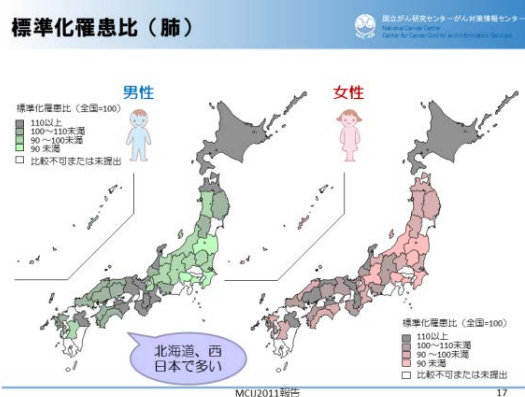 標準化罹患比（肺）
国立がん研究センターがん対策情報センター
National Cancer Center
Center for Cancer Control and Information Services
男性
女性
標準化罹患比（全国=100）
110以上
100～110未満
90 ～100未満
90 未満
比較不可または未提出
標準化罹患比（全国=100）
110以上
100～110未満
90 ～100未満
90 未満
比較不可または未提出
北海道、西
日本で多い
MCIJ2011報告
17